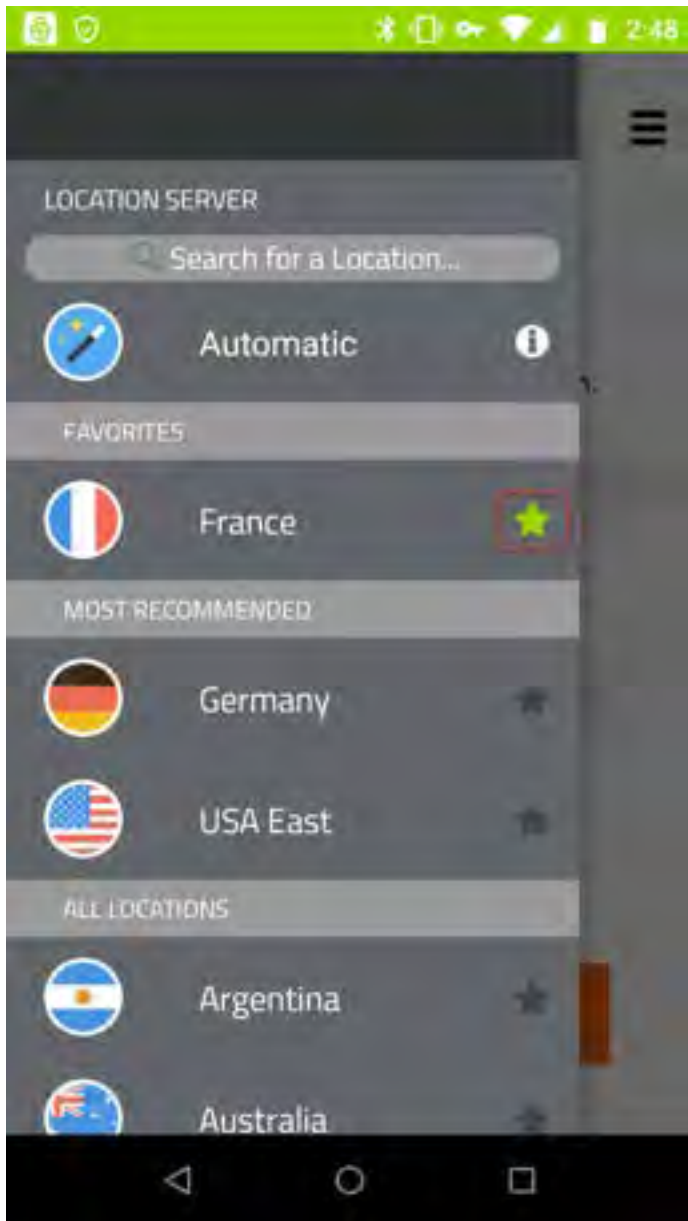 2:48
LOCATION SERVER
Search for a Location...
Automatic
FAVORITES
France
MOST RECOMMENDED
Germany
USA East
ALL LOCATIONS
Argentina
Australia